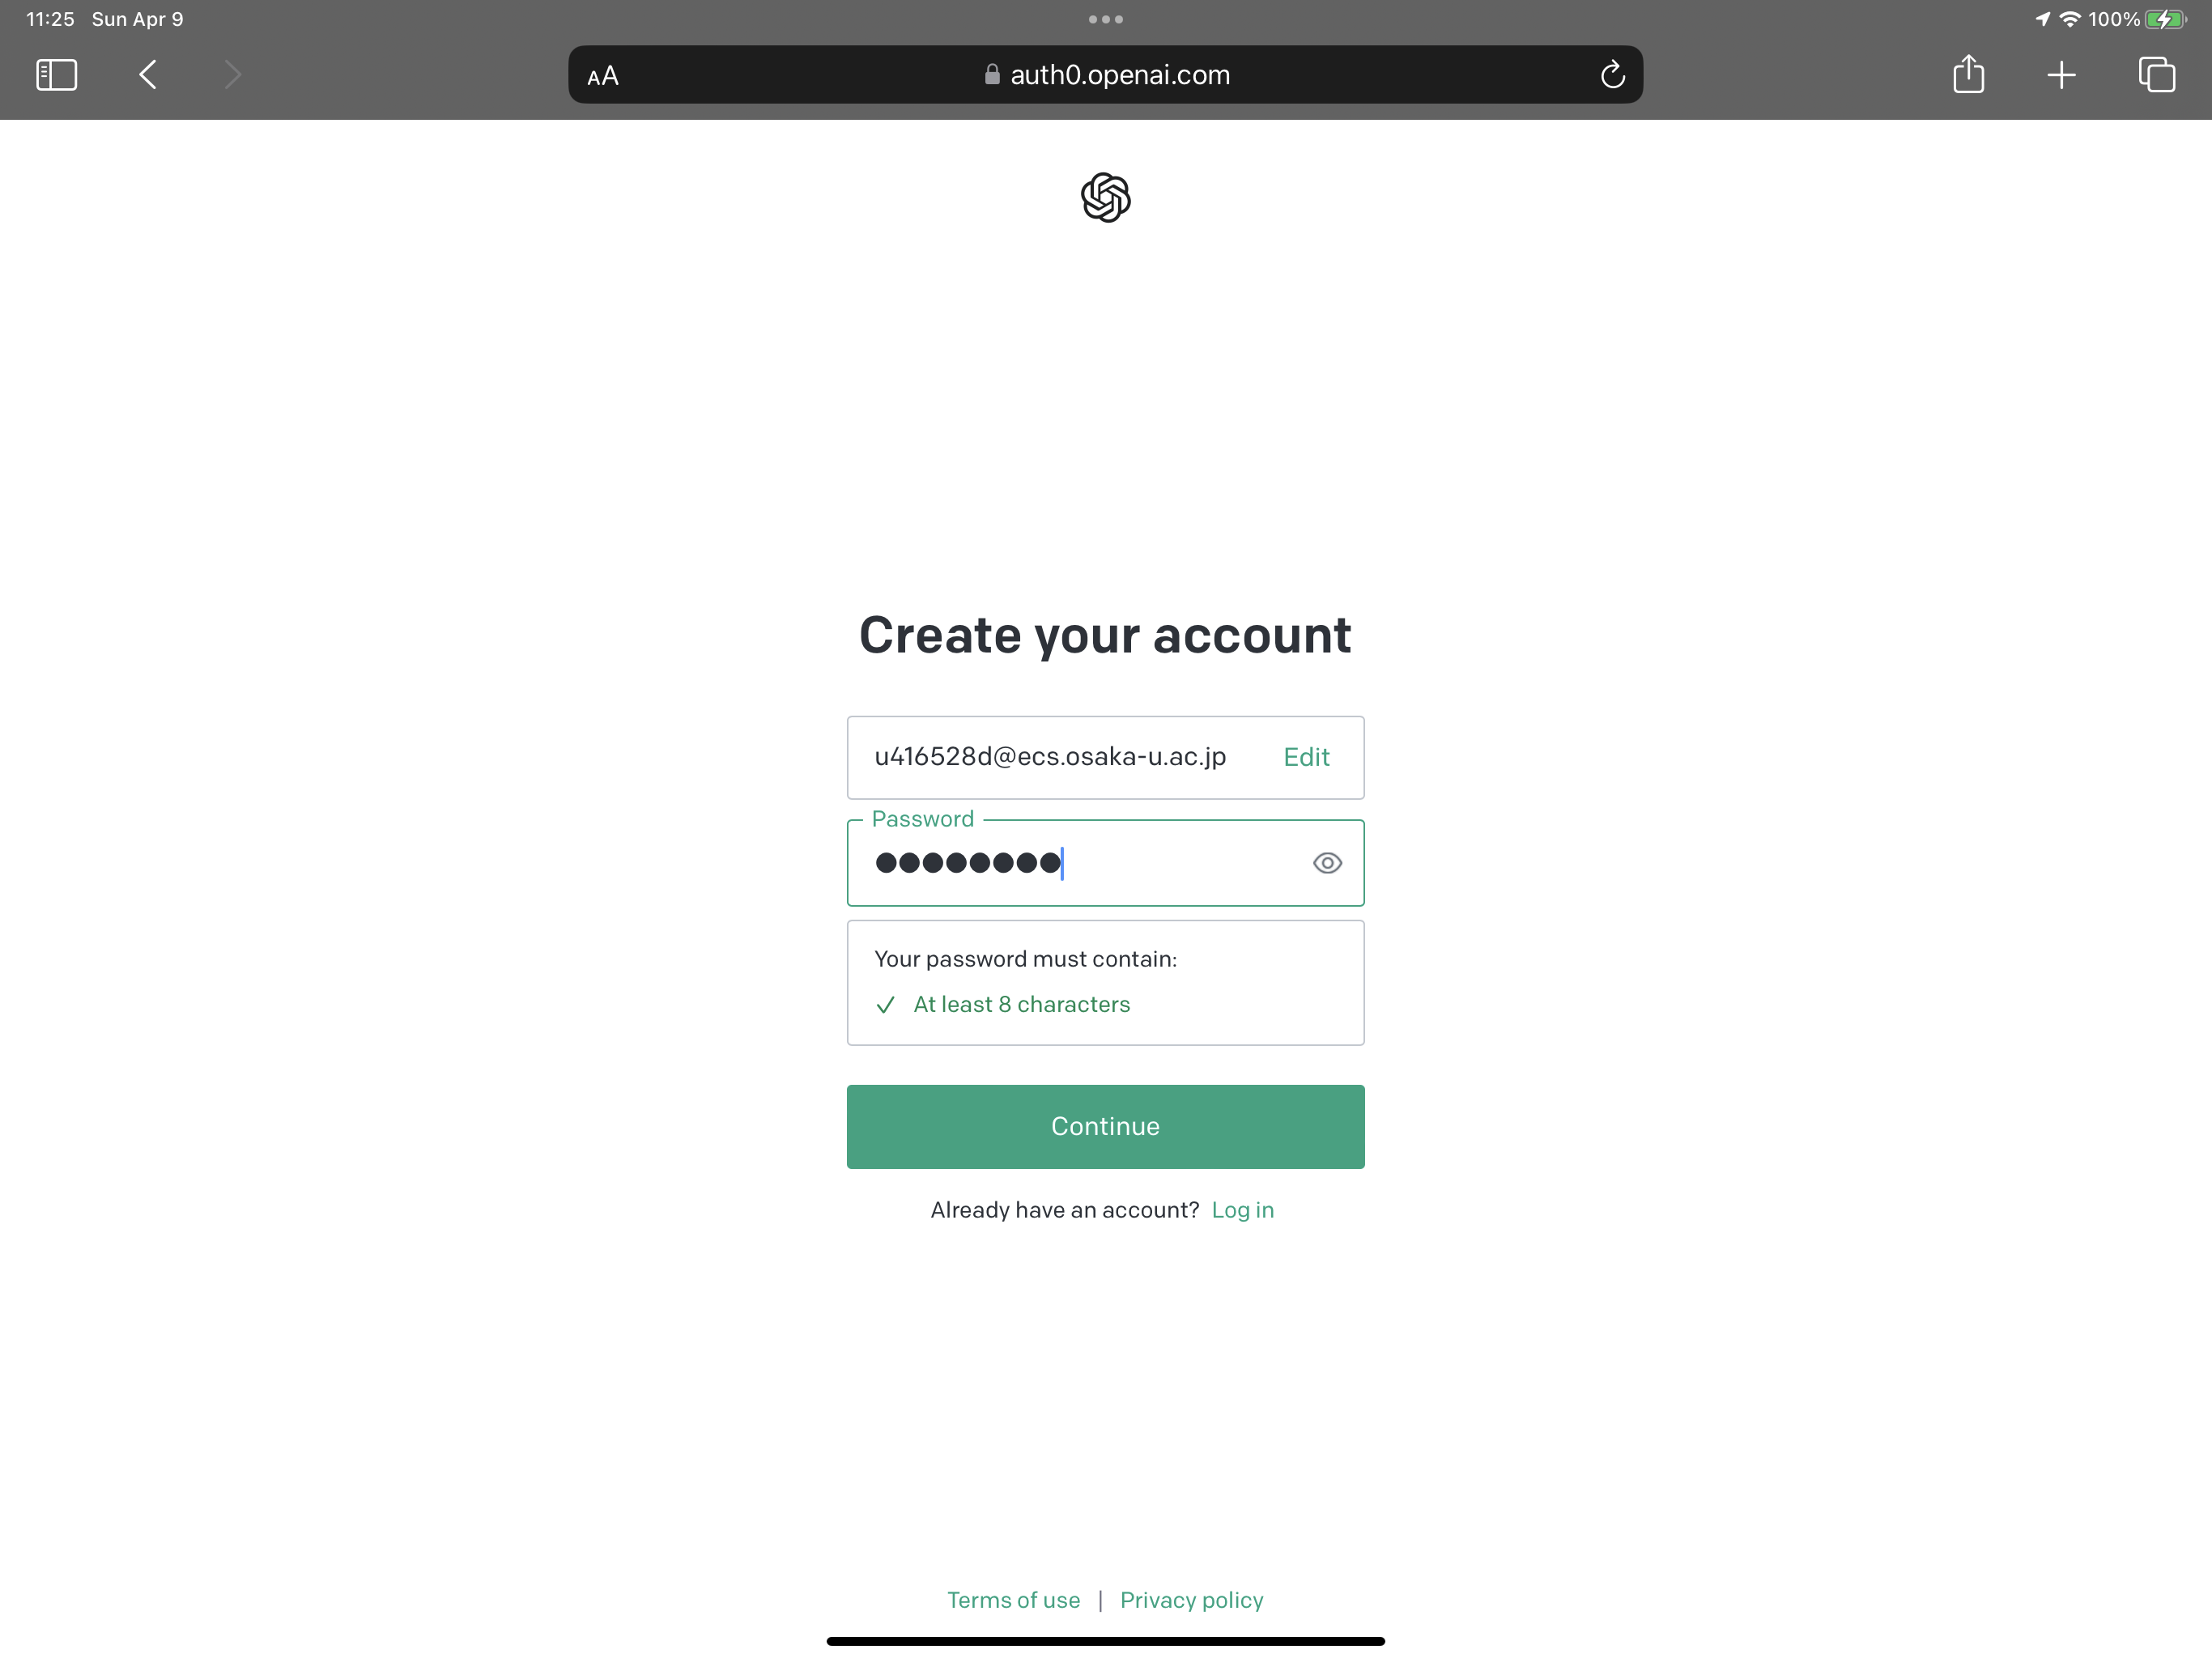 11:25 Sun Apr 9
100%
AA
auth0.openai.com
Create your account
u416528d@ecs.osaka-u.ac.jp Edit
Password
Your password must contain:
At least 8 characters
Continue
Already have an account? Log in
Terms of use | Privacy policy